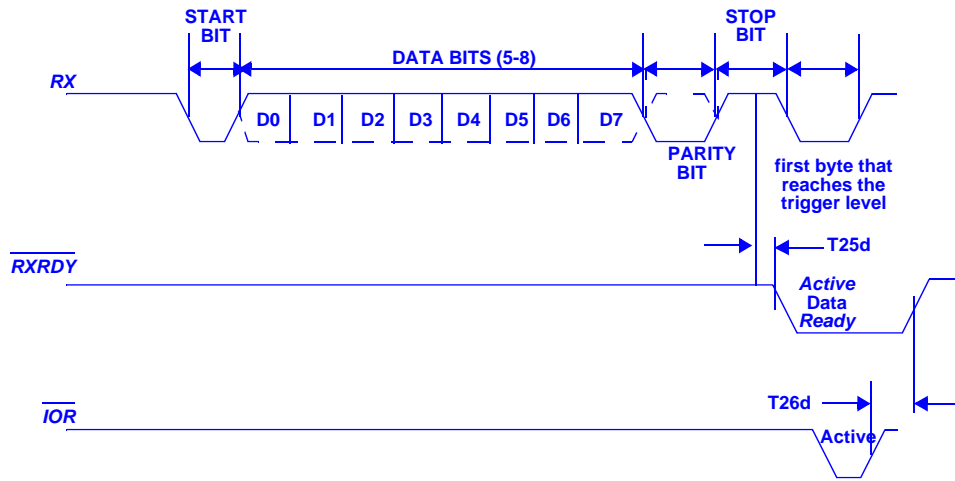 START
BIT
STOP
BIT
DATA BITS (5-8)
RX
D0 D1 D2 D3 D4 D5 D6 D7
PARITY
BIT
first byte that
reaches the
trigger level
T25d
RXRDY
Active
Data
Ready
T26d
IOR
Active